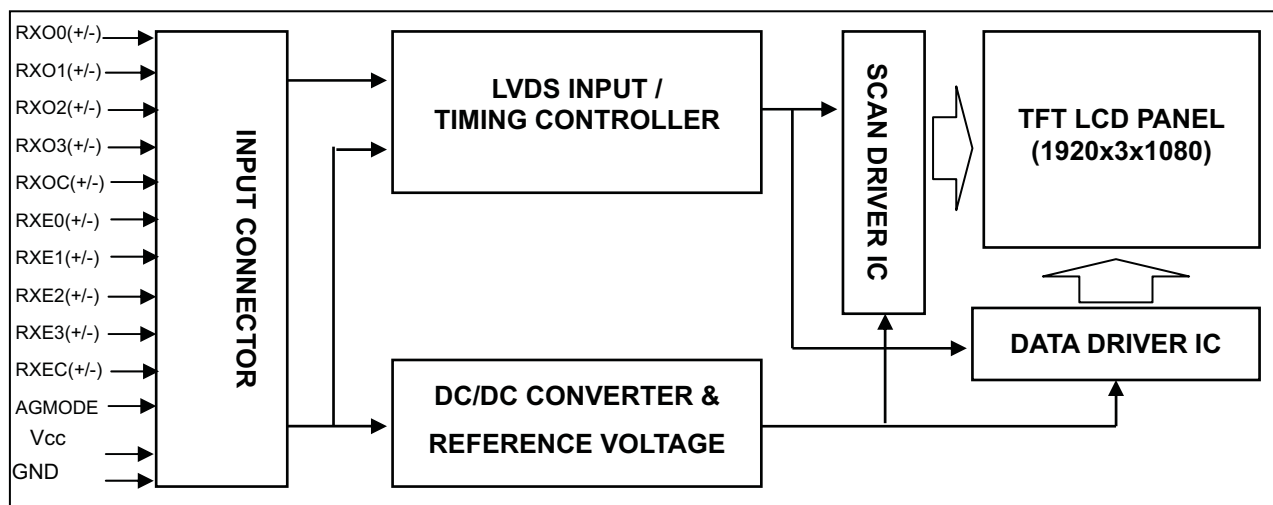 RXO0(+/-)
RXO1(+/-)
RXO2(+/-)
RXO3(+/-)
RXOC(+/-)
RXE0(+/-)
RXE1(+/-)
RXE2(+/-)
RXE3(+/-)
RXEC(+/-)
AGMODE
Vcc
GND
INPUT CONNECTOR
LVDS INPUT /
TIMING CONTROLLER
DC/DC CONVERTER &
REFERENCE VOLTAGE
SCAN DRIVER IC
TFT LCD PANEL
(1920x3x1080)
DATA DRIVER IC